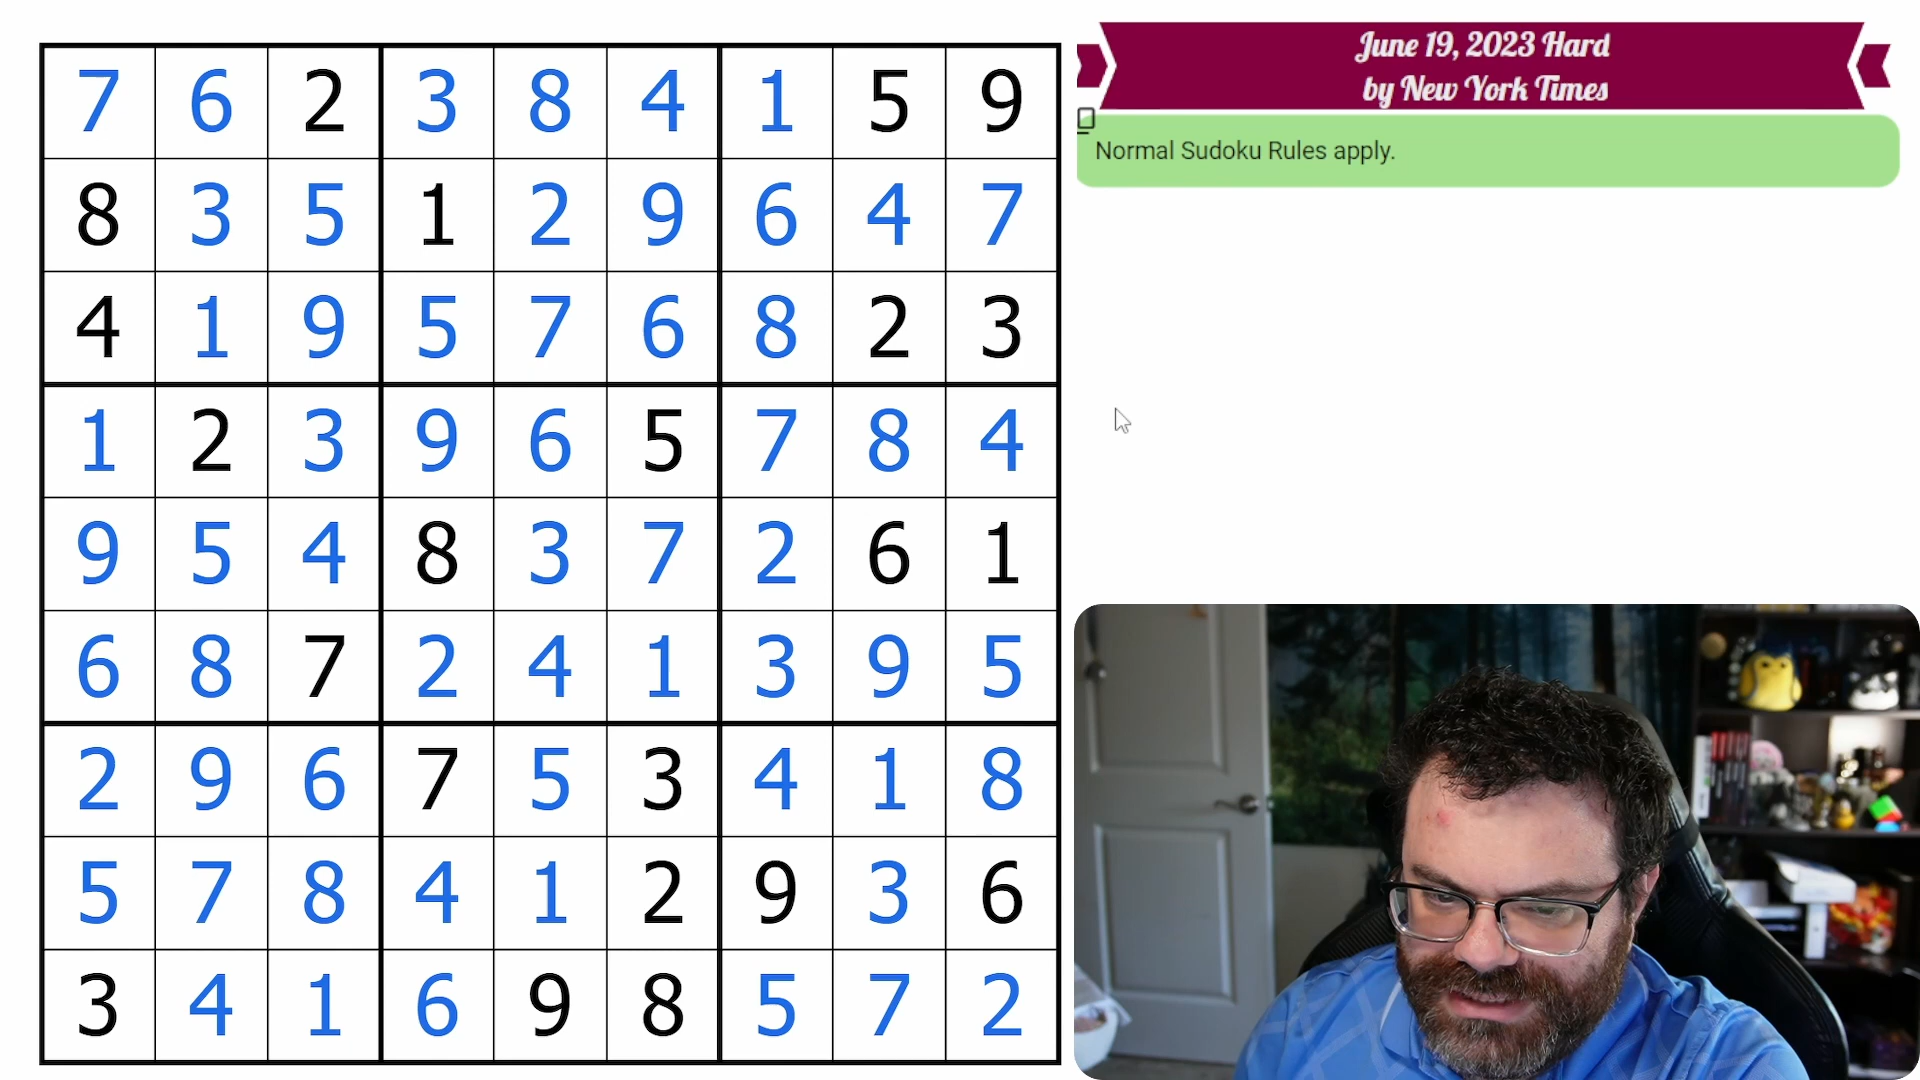 7 6 2 3 8 4 1 5 9
8 3 5 1 2 9 6 4 7
4 1 9 5 7 6 8 2 3
1 2 3 9 6 5 7 8 4
9 5 4 8 3 7 2 6 1
6 8 7 2 4 1 3 9 5
2 9 6 7 5 3 4 1 8
5 7 8 4 1 2 9 3 6
3 4 1 6 9 8 5 7 2
June 19, 2023 Hard
by New York Times
Normal Sudoku Rules apply.